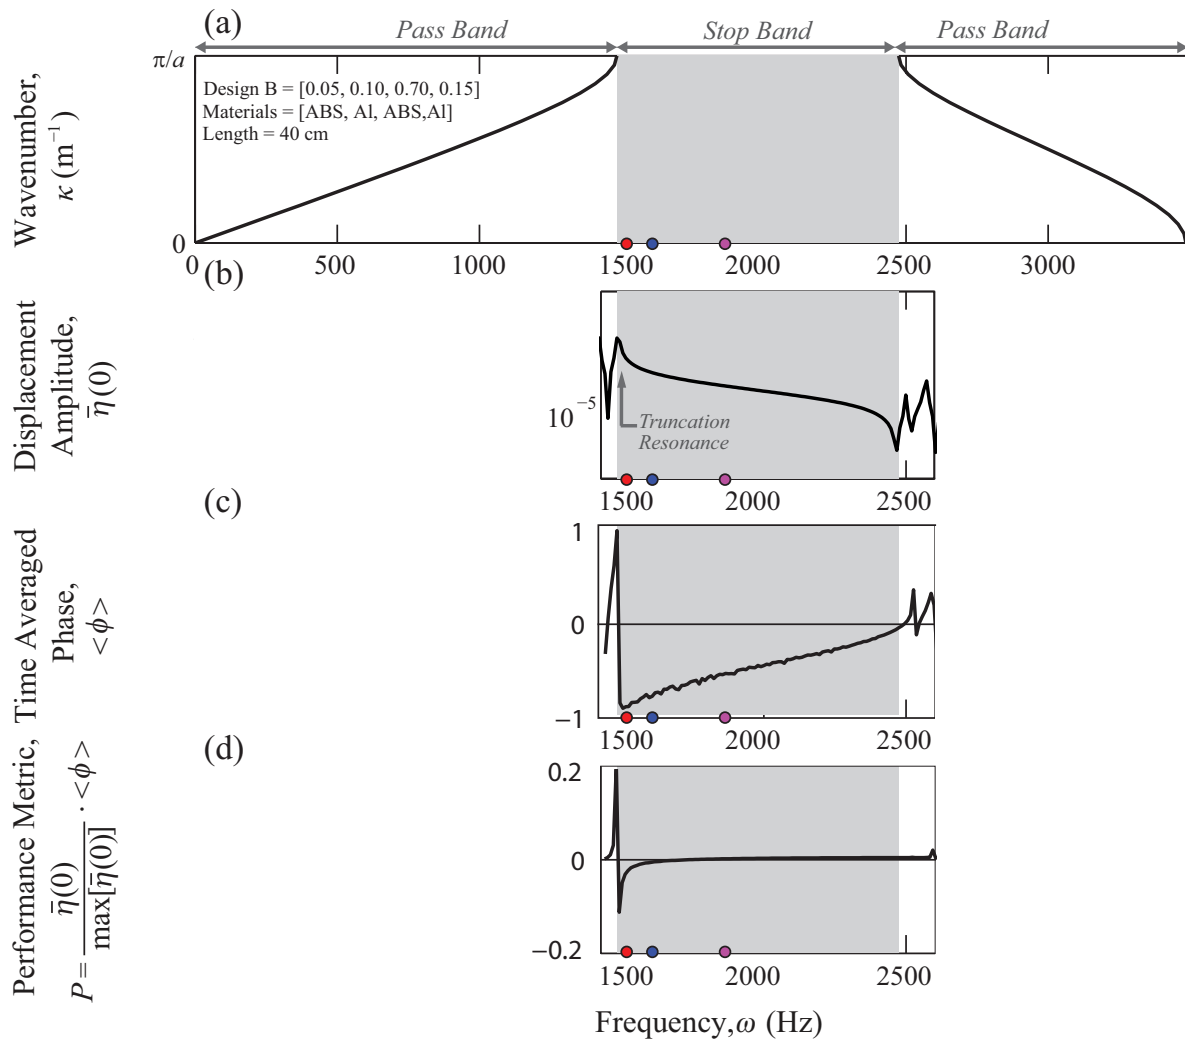 (a)
Pass Band
Stop Band
Pass Band
Wavenumber,
κ (m⁻¹)
π/a
0
Design B = [0.05, 0.10, 0.70, 0.15]
Materials = [ABS, Al, ABS,Al]
Length = 40 cm
0
500
1000
1500
2000
2500
3000
(b)
Displacement
Amplitude,
η̄(0)
10⁻⁵
Truncation
Resonance
1500
2000
2500
(c)
Time Averaged
Phase,
<ϕ>
1
0
−1
1500
2000
2500
(d)
Performance Metric,
P = η̄(0) / max[η̄(0)] · <ϕ>
0.2
0
−0.2
1500
2000
2500
Frequency,ω (Hz)